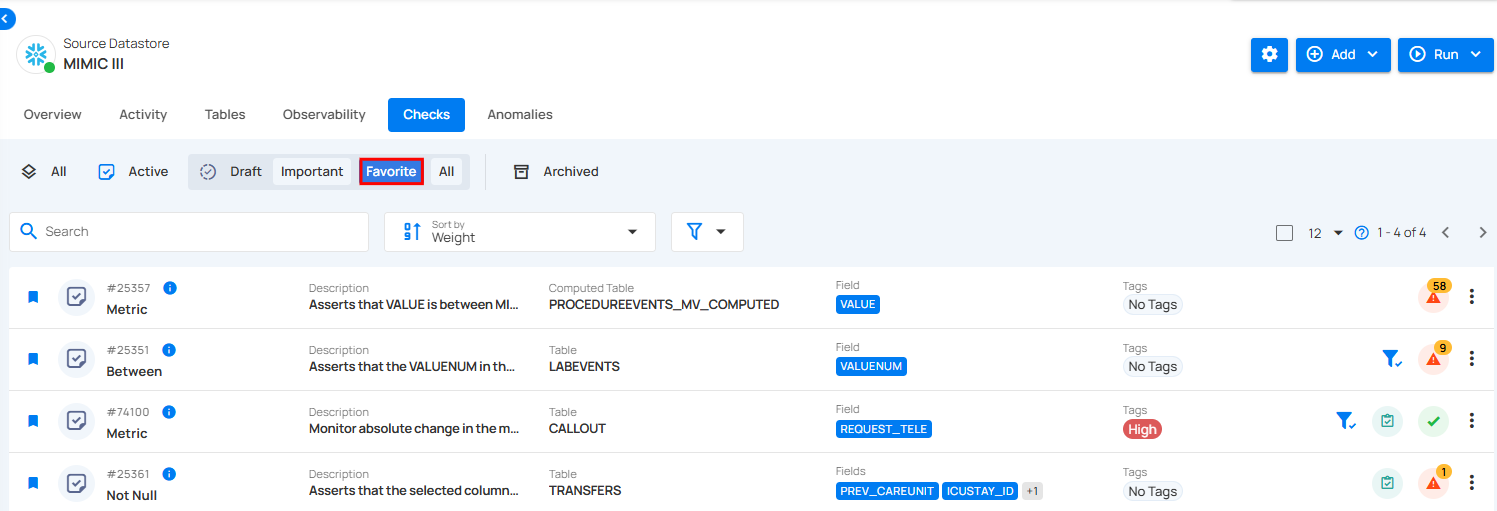 Source Datastore
MIMIC III
Add
Run
Overview Activity Tables Observability Checks Anomalies
All Active Draft Important Favorite All Archived
Search
Sort by
Weight
12 1 - 4 of 4
#25357 Description Computed Table Field Tags 58
Metric Asserts that VALUE is between MI... PROCEDUREEVENTS_MV_COMPUTED VALUE No Tags
#25351 Description Table Field Tags 9
Between Asserts that the VALUENUM in th... LABEVENTS VALUENUM No Tags
#74100 Description Table Field Tags
Metric Monitor absolute change in the m... CALLOUT REQUEST_TELE High
#25361 Description Table Fields Tags 1
Not Null Asserts that the selected column... TRANSFERS PREV_CAREUNIT ICUSTAY_ID +1 No Tags